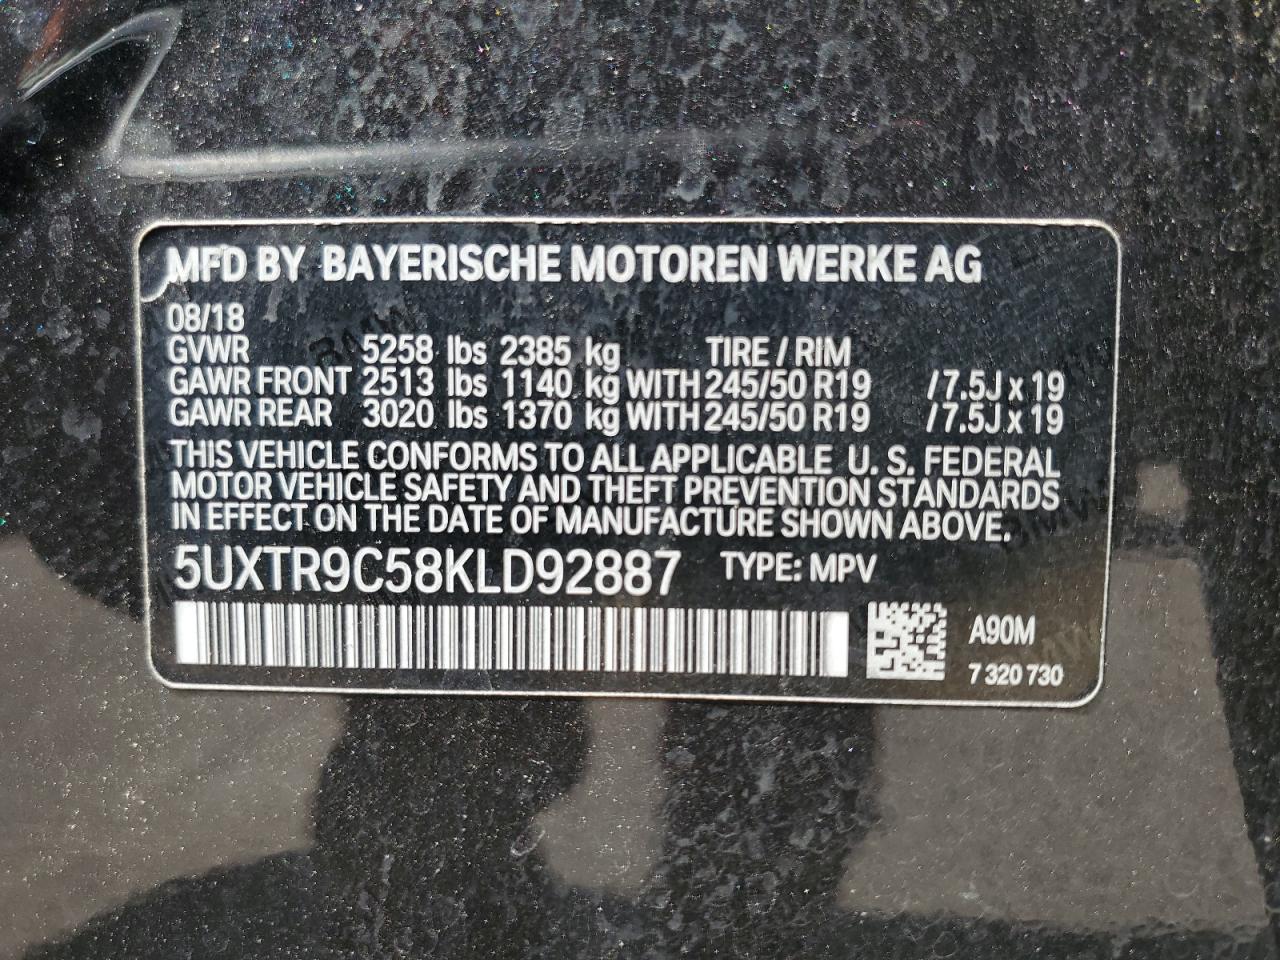 MFD BY BAYERISCHE MOTOREN WERKE AG
08/18
GVWR 5258 lbs 2385 kg TIRE / RIM
GAWR FRONT 2513 lbs 1140 kg WITH 245/50 R19 /7.5J x 19
GAWR REAR 3020 lbs 1370 kg WITH 245/50 R19 /7.5J x 19
THIS VEHICLE CONFORMS TO ALL APPLICABLE U. S. FEDERAL
MOTOR VEHICLE SAFETY AND THEFT PREVENTION STANDARDS
IN EFFECT ON THE DATE OF MANUFACTURE SHOWN ABOVE.
5UXTR9C58KLD92887 TYPE: MPV
A90M
7 320 730